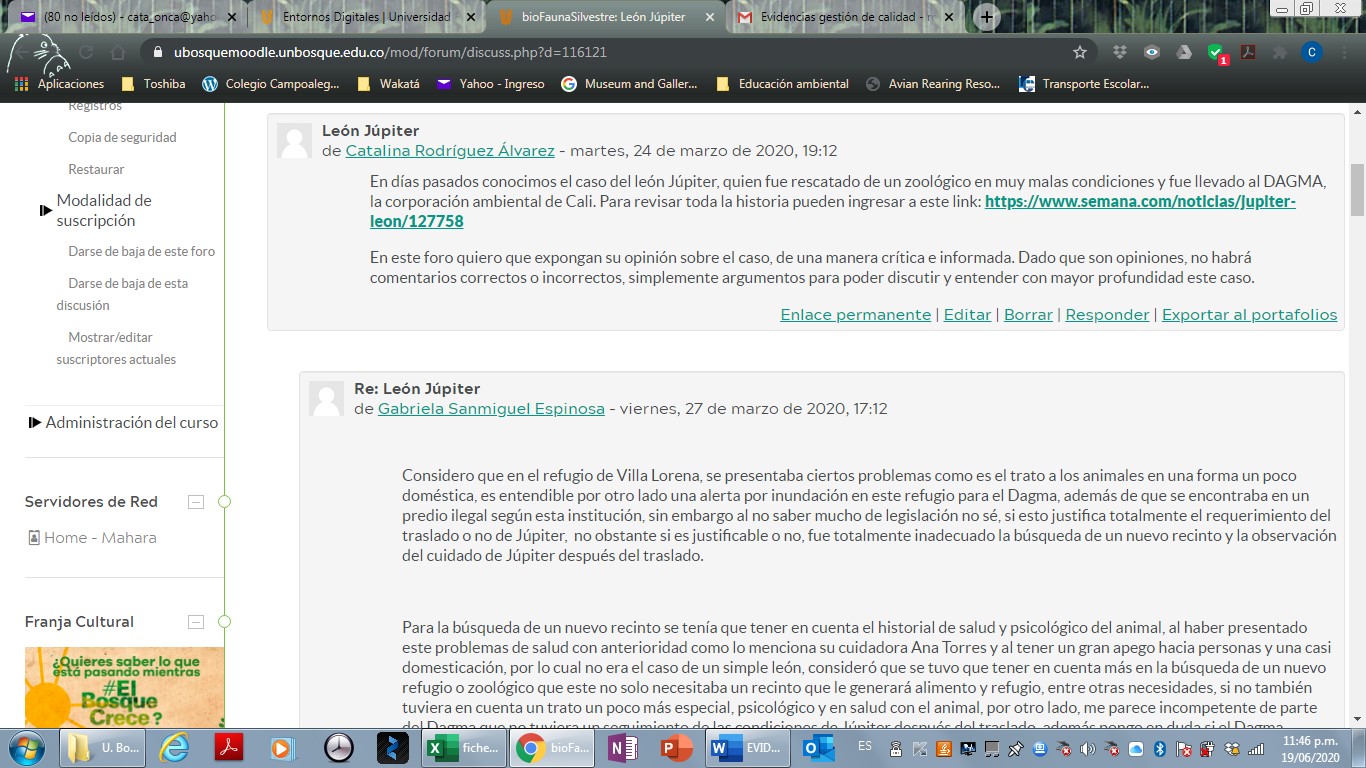 (80 no leídos) - cata_onca@yaho
Entornos Digitales | Universidad
bioFaunaSilvestre: León Júpiter
Evidencias gestión de calidad - r
ubosquemoodle.unbosque.edu.co/mod/forum/discuss.php?d=116121
1
C
Aplicaciones
Toshiba
Colegio Campoaleg...
Wakatá
Yahoo - Ingreso
Museum and Galler...
Educación ambiental
Avian Rearing Reso...
Transporte Escolar...
Registros
Copia de seguridad
Restaurar
Modalidad de
suscripción
Darse de baja de este foro
Darse de baja de esta
discusión
Mostrar/editar
suscriptores actuales
Administración del curso
Servidores de Red
Home - Mahara
Franja Cultural
¿Quieres saber lo que
está pasando mientras
#El
Bosque
Crece?
León Júpiter
de Catalina Rodríguez Álvarez - martes, 24 de marzo de 2020, 19:12
En días pasados conocimos el caso del león Júpiter, quien fue rescatado de un zoológico en muy malas condiciones y fue llevado al DAGMA,
la corporación ambiental de Cali. Para revisar toda la historia pueden ingresar a este link: https://www.semana.com/noticias/jupiter-
leon/127758
En este foro quiero que expongan su opinión sobre el caso, de una manera crítica e informada. Dado que son opiniones, no habrá
comentarios correctos o incorrectos, simplemente argumentos para poder discutir y entender con mayor profundidad este caso.
Enlace permanente | Editar | Borrar | Responder | Exportar al portafolios
Re: León Júpiter
de Gabriela Sanmiguel Espinosa - viernes, 27 de marzo de 2020, 17:12
Considero que en el refugio de Villa Lorena, se presentaba ciertos problemas como es el trato a los animales en una forma un poco
doméstica, es entendible por otro lado una alerta por inundación en este refugio para el Dagma, además de que se encontraba en un
predio ilegal según esta institución, sin embargo al no saber mucho de legislación no sé, si esto justifica totalmente el requerimiento del
traslado o no de Júpiter, no obstante si es justificable o no, fue totalmente inadecuado la búsqueda de un nuevo recinto y la observación
del cuidado de Júpiter después del traslado.
Para la búsqueda de un nuevo recinto se tenía que tener en cuenta el historial de salud y psicológico del animal, al haber presentado
este problemas de salud con anterioridad como lo menciona su cuidadora Ana Torres y al tener un gran apego hacia personas y una casi
domesticación, por lo cual no era el caso de un simple león, consideró que se tuvo que tener en cuenta más en la búsqueda de un nuevo
refugio o zoológico que este no solo necesitaba un recinto que le generará alimento y refugio, entre otras necesidades, si no también
tuviera en cuenta un trato un poco más especial, psicológico y en salud con el animal, por otro lado, me parece incompetente de parte
del Dagma que no tuvieron seguimiento de las condiciones de Júpiter después del traslado, además pongo en duda si el Dagma
U. Bo...
fiche...
bioFa...
EVID...
ES
11:46 p.m.
19/06/2020